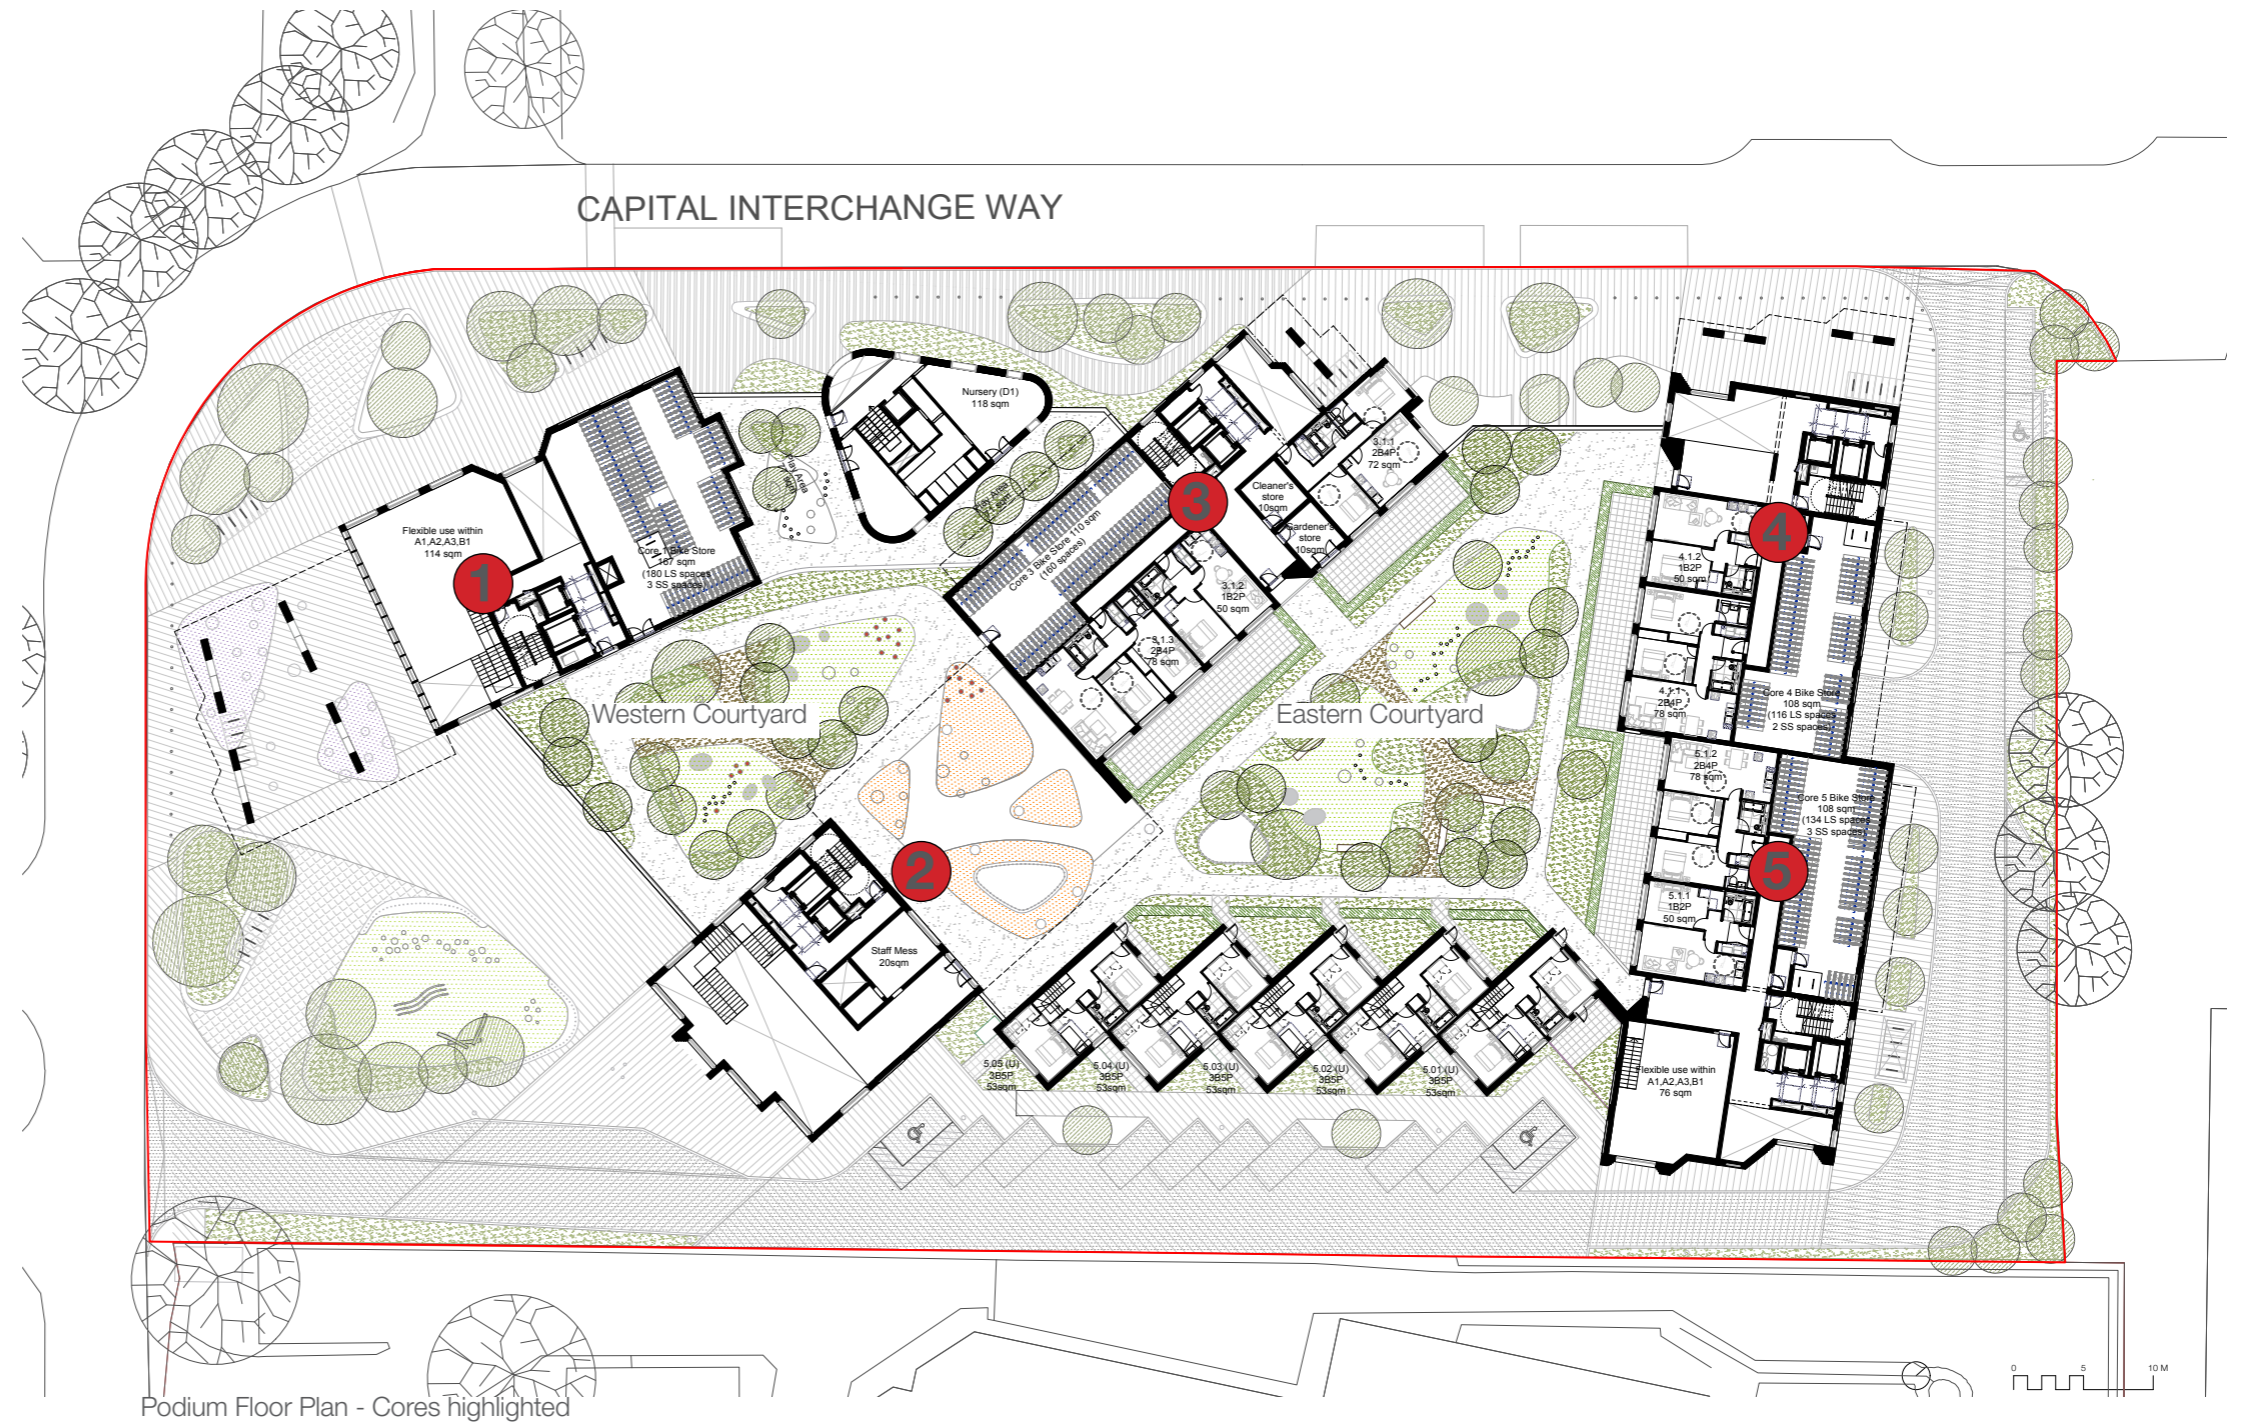 CAPITAL INTERCHANGE WAY
Nursery (D1)
118 sqm
Play Area
Play Area
3.1.1
2B4P
72 sqm
Cleaner's
store
10sqm
Gardener's
store
10sqm
3
4
Flexible use within
A1,A2,A3,B1
114 sqm
1
Core 1 Bike Store
167 sqm
(180 LS spaces
3 SS spaces)
Core 3 Bike Store 110 sqm
(160 spaces)
3.1.2
1B2P
50 sqm
3.1.3
2B4P
78 sqm
4.1.2
1B2P
50 sqm
4.1.1
2B4P
78 sqm
Core 4 Bike Store
108 sqm
(116 LS spaces
2 SS spaces)
Western Courtyard
Eastern Courtyard
5.1.2
2B4P
78 sqm
Core 5 Bike Store
108 sqm
(134 LS spaces
3 SS spaces)
2
5
5.1.1
1B2P
50 sqm
Staff Mess
20sqm
5.05 (U)
3B5P
53sqm
5.04 (U)
3B5P
53sqm
5.03 (U)
3B5P
53sqm
5.02 (U)
3B5P
53sqm
5.01 (U)
3B5P
53sqm
Flexible use within
A1,A2,A3,B1
76 sqm
0 5 10 M
Podium Floor Plan - Cores highlighted